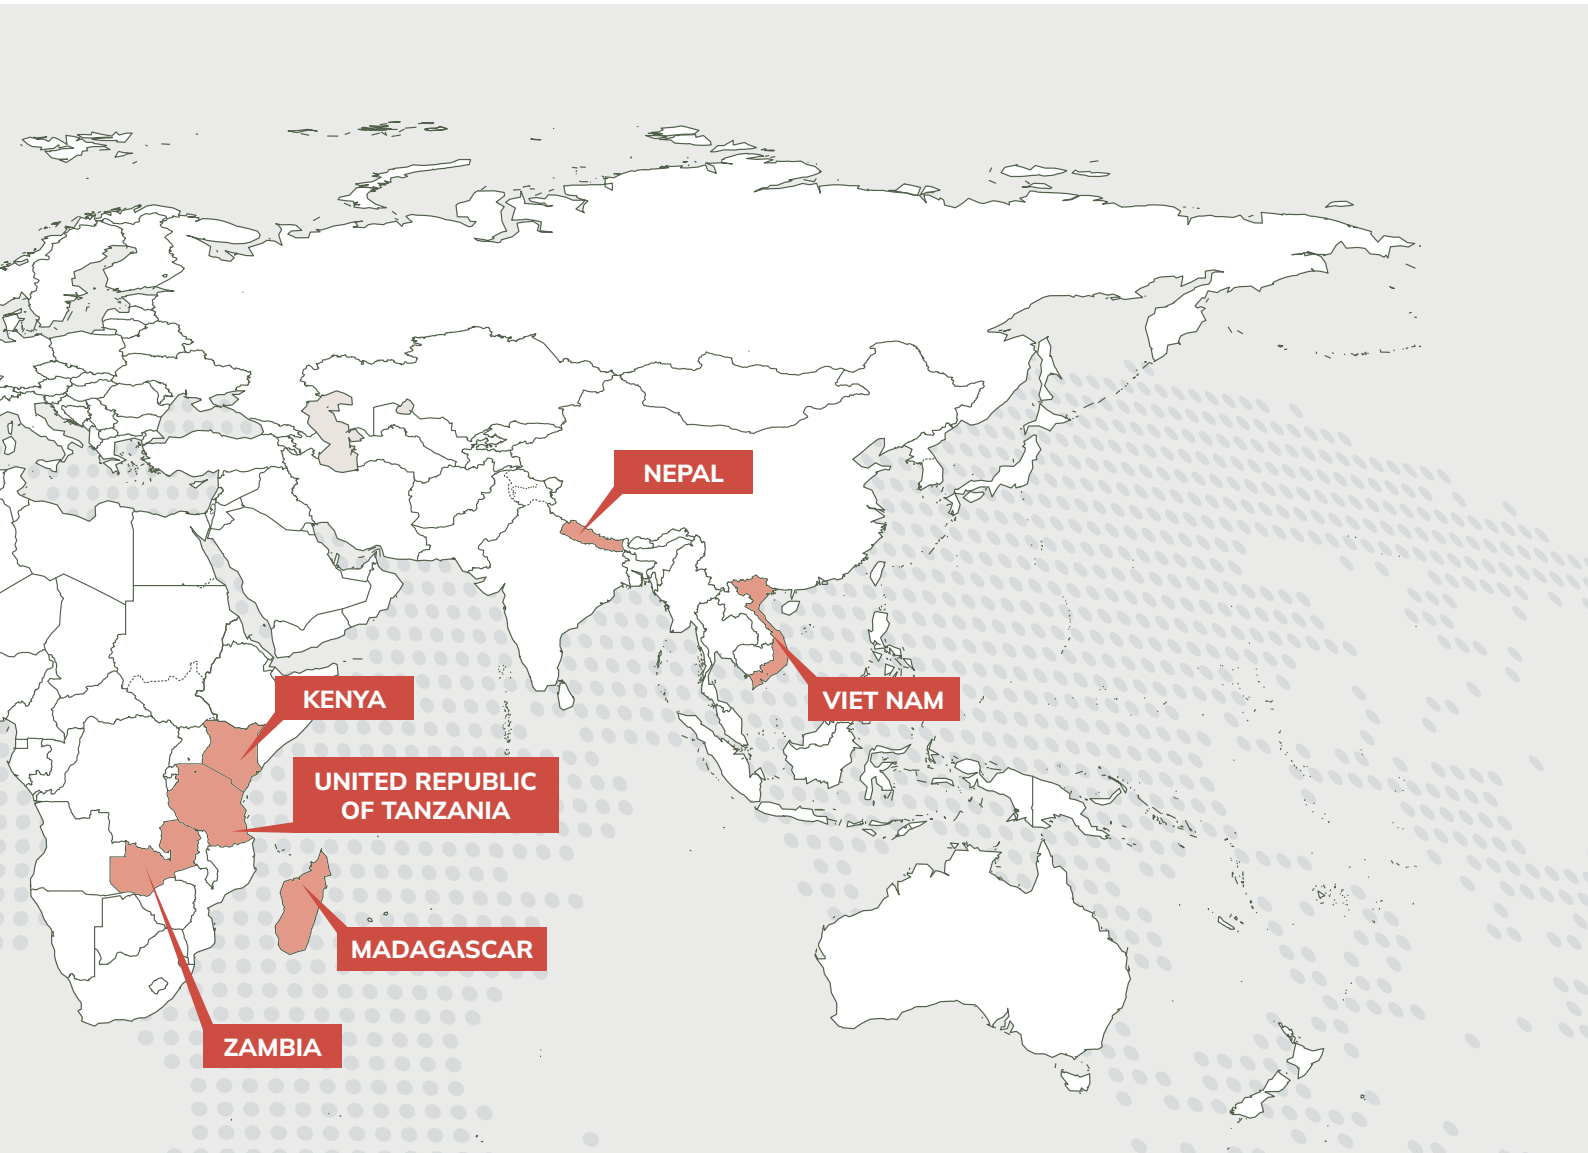 NEPAL
KENYA
VIET NAM
UNITED REPUBLIC
OF TANZANIA
MADAGASCAR
ZAMBIA